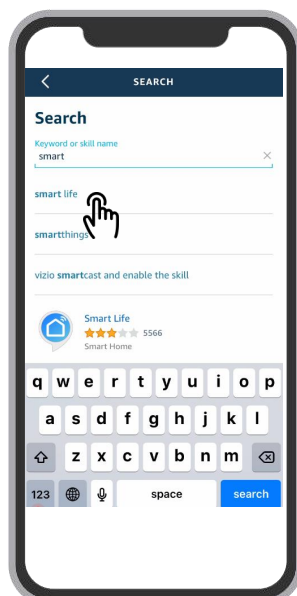 SEARCH
Search
Keyword or skill name
smart
smart life
smartthings
vizio smartcast and enable the skill
Smart Life
5566
Smart Home
q w e r t y u i o p
a s d f g h j k l
z x c v b n m
123 space search